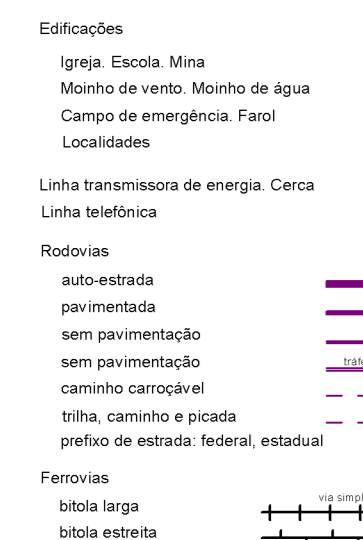 Edificações
Igreja. Escola. Mina
Moinho de vento. Moinho de água
Campo de emergência. Farol
Localidades
Linha transmissora de energia. Cerca
Linha telefônica
Rodovias
auto-estrada
pavimentada
sem pavimentação
sem pavimentação
caminho carroçável
trilha, caminho e picada
prefixo de estrada: federal, estadual
Ferrovias
via simpl
bitola larga
bitola estreita